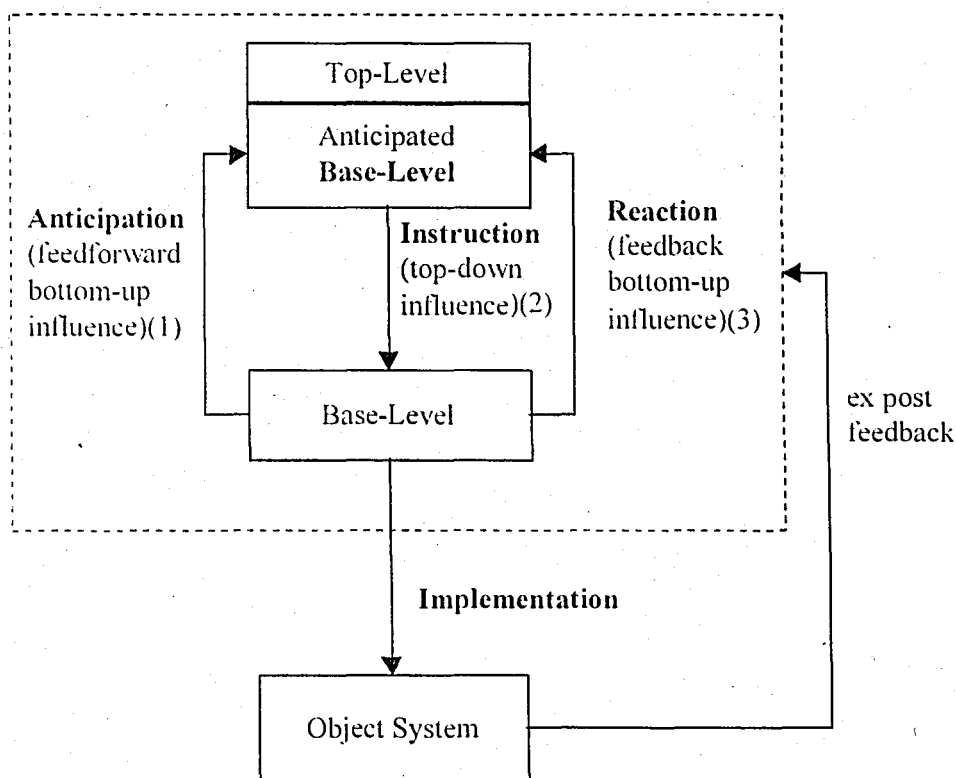 Top-Level
Anticipated
Base-Level
Anticipation
(feedforward
bottom-up
influence)(1)
Instruction
(top-down
influence)(2)
Reaction
(feedback
bottom-up
influence)(3)
Base-Level
ex post
feedback
Implementation
Object System